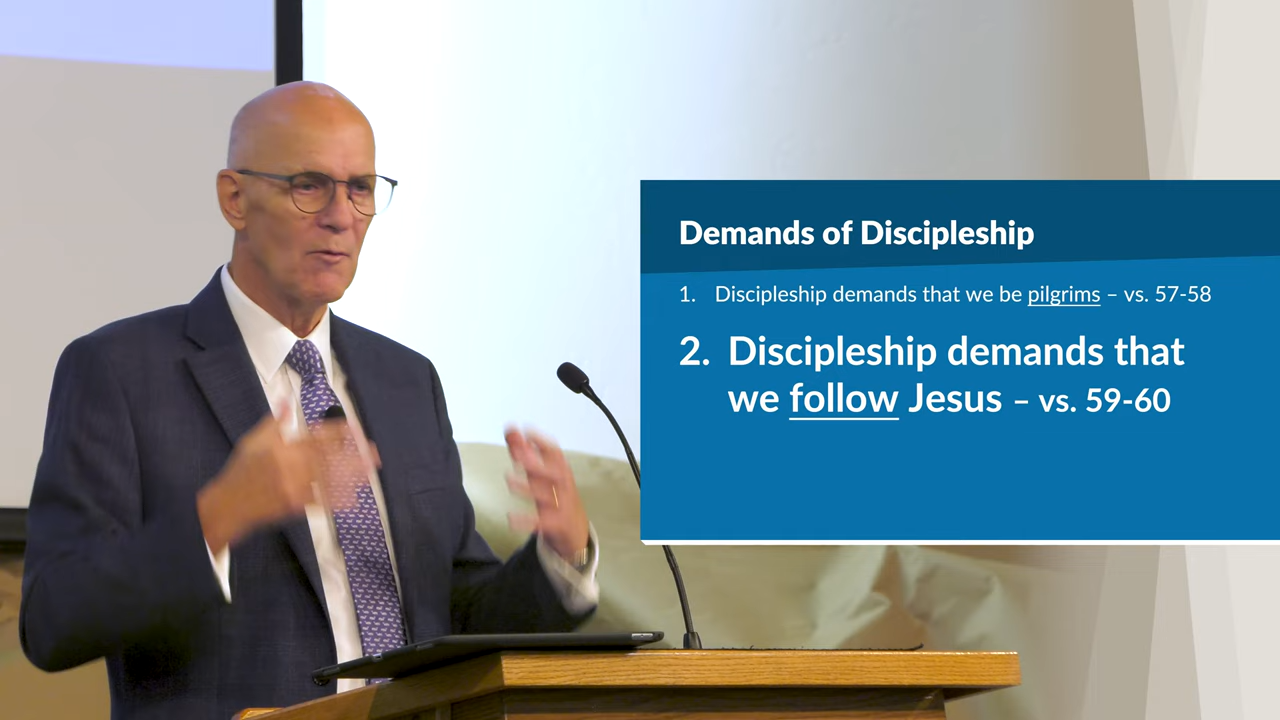 Demands of Discipleship
1. Discipleship demands that we be pilgrims – vs. 57-58
2. Discipleship demands that
we follow Jesus – vs. 59-60